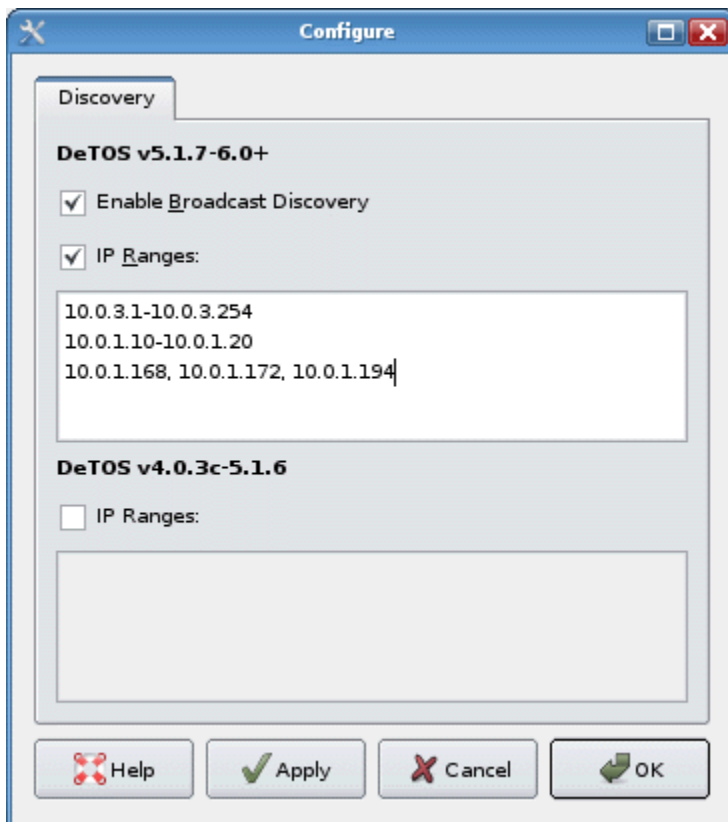 Configure
Discovery
DeTOS v5.1.7-6.0+
Enable Broadcast Discovery
IP Ranges:
10.0.3.1-10.0.3.254
10.0.1.10-10.0.1.20
10.0.1.168, 10.0.1.172, 10.0.1.194
DeTOS v4.0.3c-5.1.6
IP Ranges:
Help Apply Cancel OK